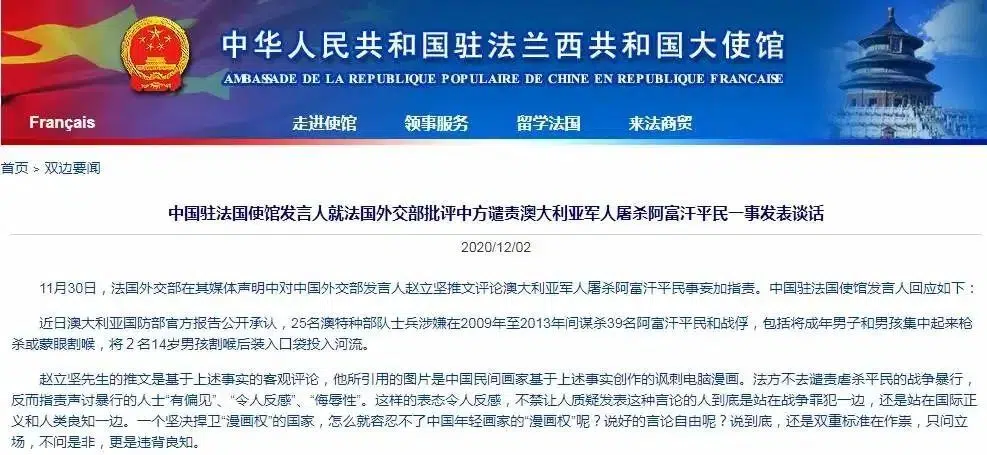 中华人民共和国驻法兰西共和国大使馆
AMBASSADE DE LA REPUBLIQUE POPULAIRE DE CHINE EN REPUBLIQUE FRANCAISE
Français 走进使馆 领事服务 留学法国 来法商贸
首页 > 双边要闻
中国驻法国使馆发言人就法国外交部批评中方谴责澳大利亚军人屠杀阿富汗平民一事发表谈话
2020/12/02
11月30日，法国外交部在其媒体声明中对中国外交部发言人赵立坚推文评论澳大利亚军人屠杀阿富汗平民事妄加指责。中国驻法国使馆发言人回应如下：
近日澳大利亚国防部官方报告公开承认，25名澳特种部队士兵涉嫌在2009年至2013年间谋杀39名阿富汗平民和战俘，包括将成年男子和男孩集中起来枪
杀或蒙眼割喉，将２名14岁男孩割喉后装入口袋投入河流。
赵立坚先生的推文是基于上述事实的客观评论，他所引用的图片是中国民间画家基于上述事实创作的讽刺电脑漫画。法方不去谴责虐杀平民的战争暴行，
反而指责声讨暴行的人士“有偏见”、“令人反感”、“侮辱性”。这样的表态令人反感，不禁让人质疑发表这种言论的人到底是站在战争罪犯一边，还是站在国际正
义和人类良知一边。一个坚决捍卫“漫画权”的国家，怎么就容忍不了中国年轻画家的“漫画权”呢？说好的言论自由呢？说到底，还是双重标准在作祟，只问立
场，不问是非，更是违背良知。